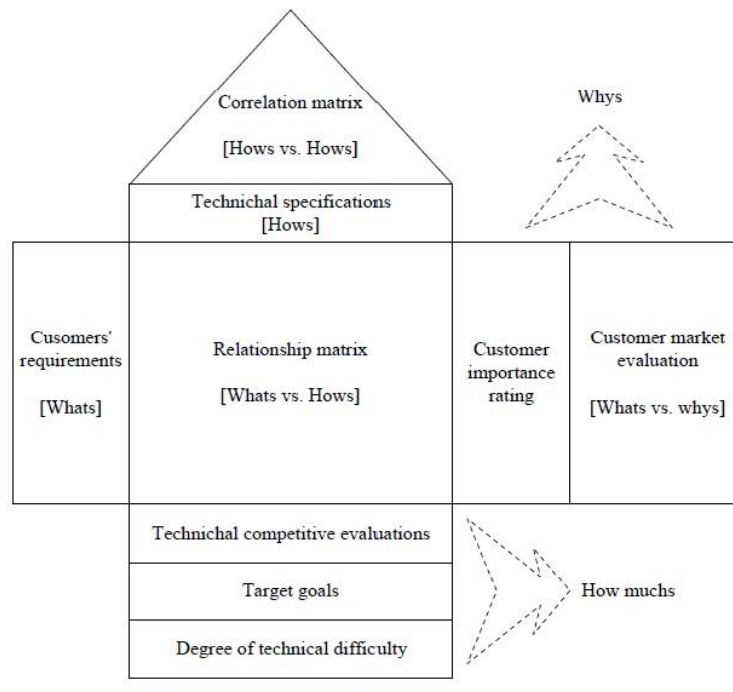 Correlation matrix
[Hows vs. Hows]
Whys
Technichal specifications
[Hows]
Cusomers'
requirements
[Whats]
Relationship matrix
[Whats vs. Hows]
Customer
importance
rating
Customer market
evaluation
[Whats vs. whys]
Technichal competitive evaluations
Target goals
Degree of technical difficulty
How muchs